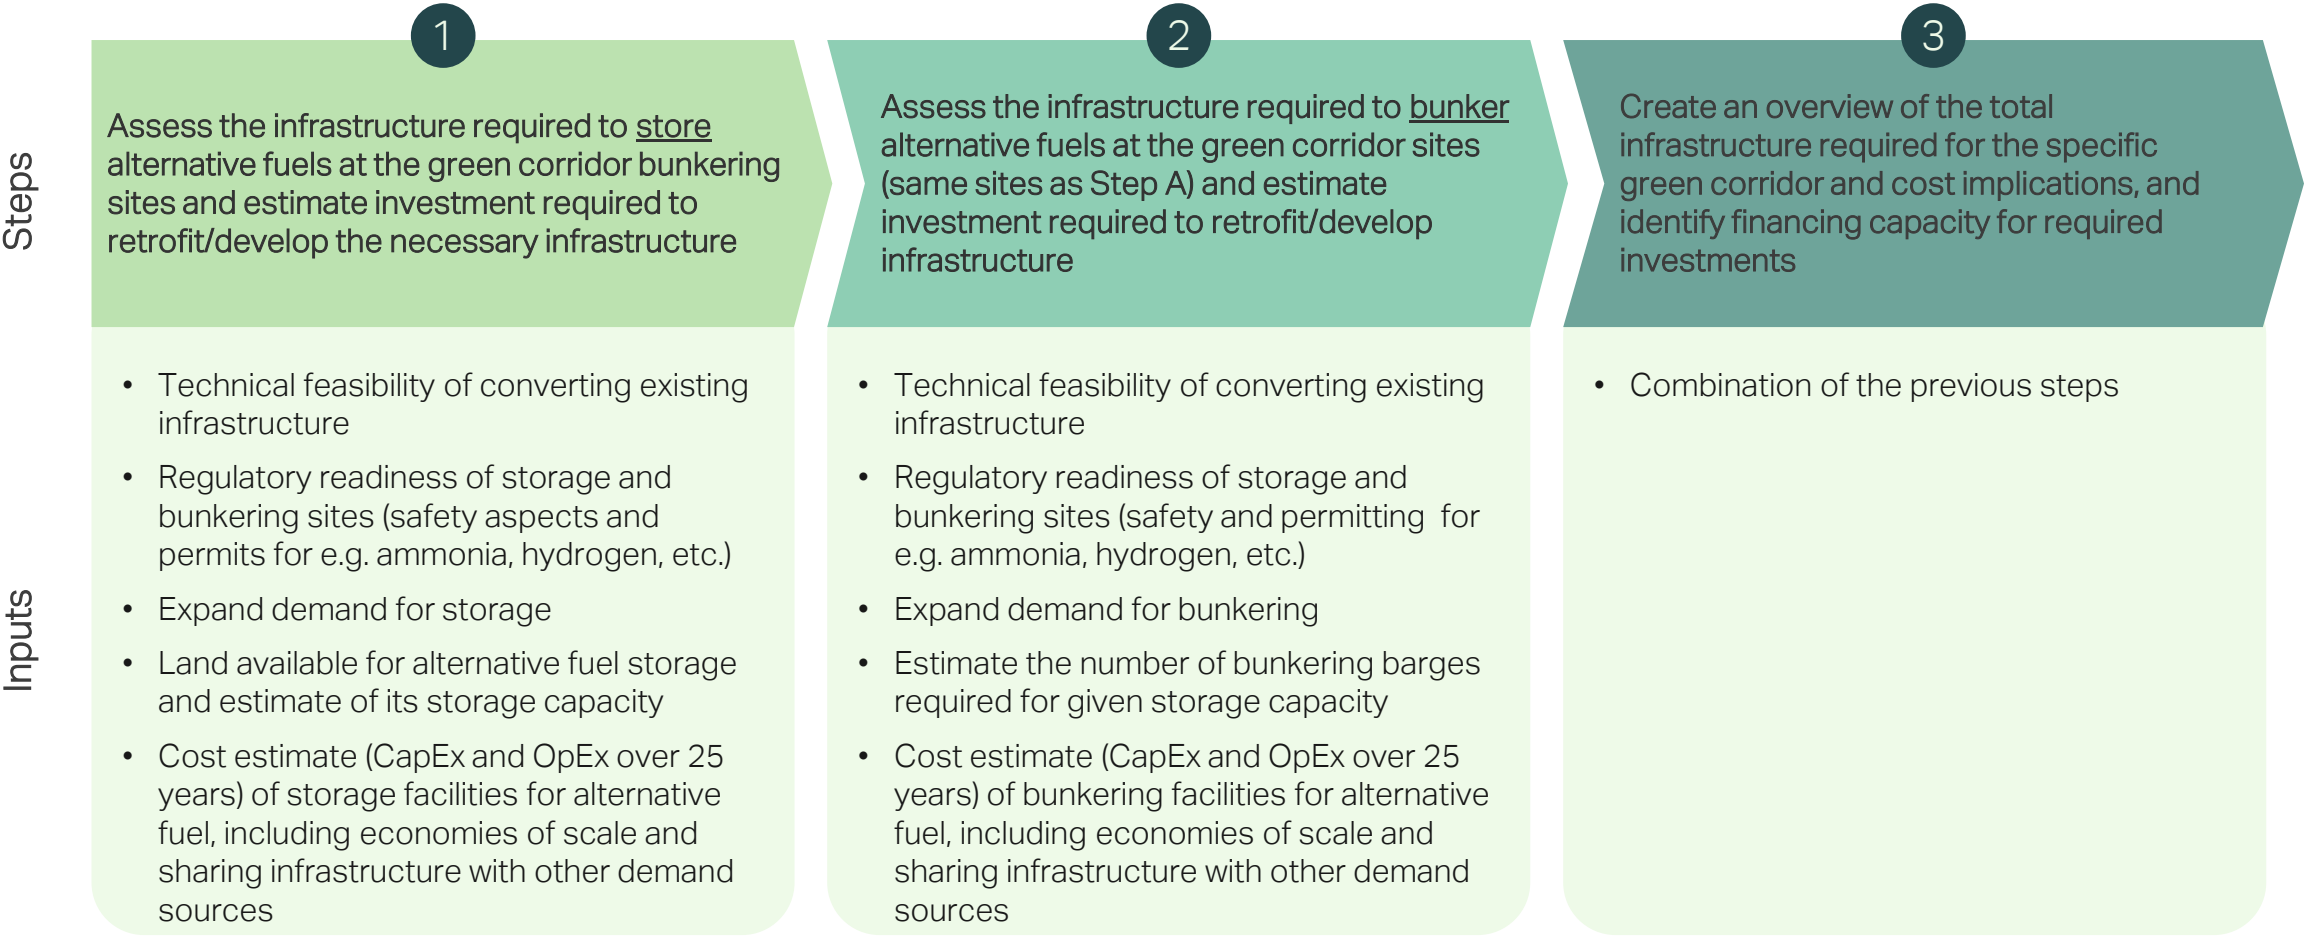 Steps
1
Assess the infrastructure required to store
alternative fuels at the green corridor bunkering
sites and estimate investment required to
retrofit/develop the necessary infrastructure
2
Assess the infrastructure required to bunker
alternative fuels at the green corridor sites
(same sites as Step A) and estimate
investment required to retrofit/develop
infrastructure
3
Create an overview of the total
infrastructure required for the specific
green corridor and cost implications, and
identify financing capacity for required
investments
Inputs
• Technical feasibility of converting existing
infrastructure
• Regulatory readiness of storage and
bunkering sites (safety aspects and
permits for e.g. ammonia, hydrogen, etc.)
• Expand demand for storage
• Land available for alternative fuel storage
and estimate of its storage capacity
• Cost estimate (CapEx and OpEx over 25
years) of storage facilities for alternative
fuel, including economies of scale and
sharing infrastructure with other demand
sources
• Technical feasibility of converting existing
infrastructure
• Regulatory readiness of storage and
bunkering sites (safety and permitting  for
e.g. ammonia, hydrogen, etc.)
• Expand demand for bunkering
• Estimate the number of bunkering barges
required for given storage capacity
• Cost estimate (CapEx and OpEx over 25
years) of bunkering facilities for alternative
fuel, including economies of scale and
sharing infrastructure with other demand
sources
• Combination of the previous steps